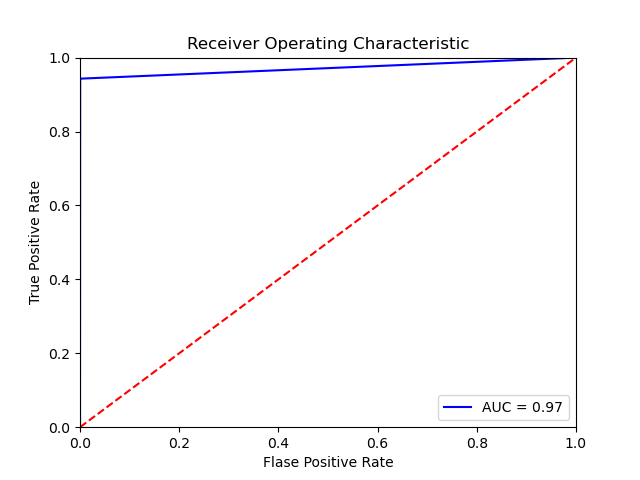 Receiver Operating Characteristic
True Positive Rate
1.0
0.8
0.6
0.4
0.2
0.0
AUC = 0.97
0.0 0.2 0.4 0.6 0.8 1.0
Flase Positive Rate